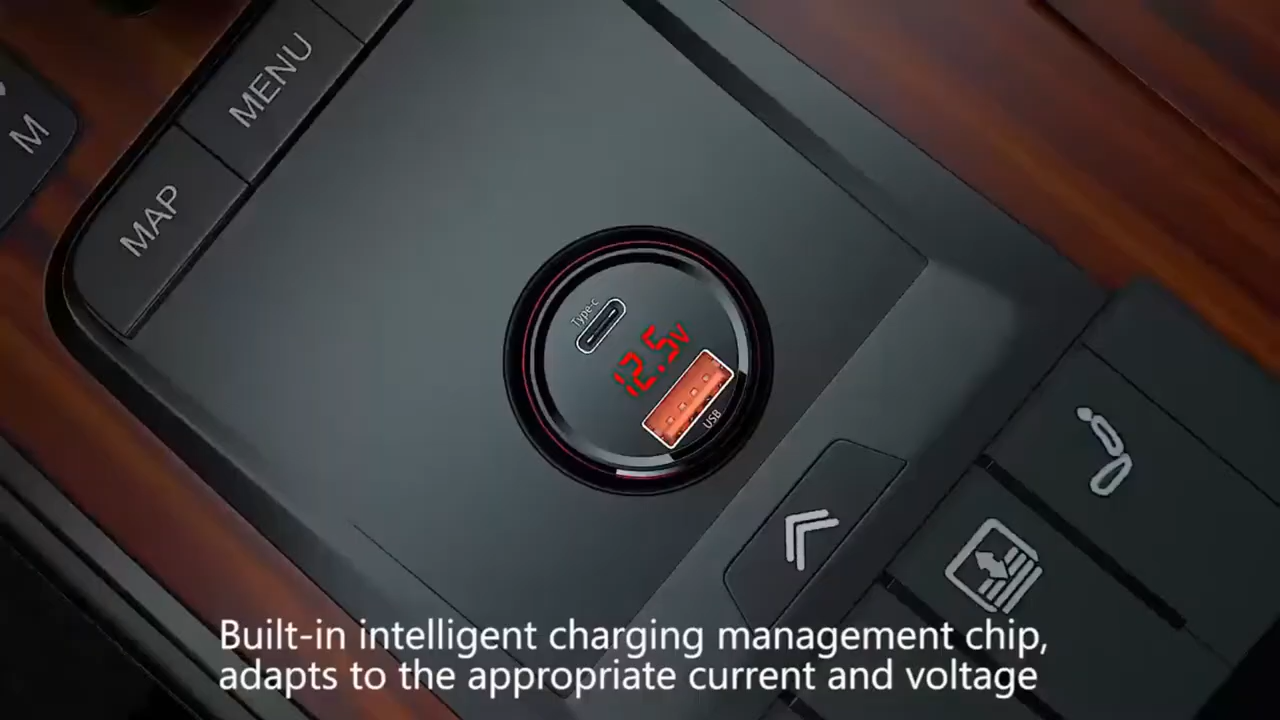 MENU
M
MAP
Type-c
12.5V
USB
Built-in intelligent charging management chip,
adapts to the appropriate current and voltage